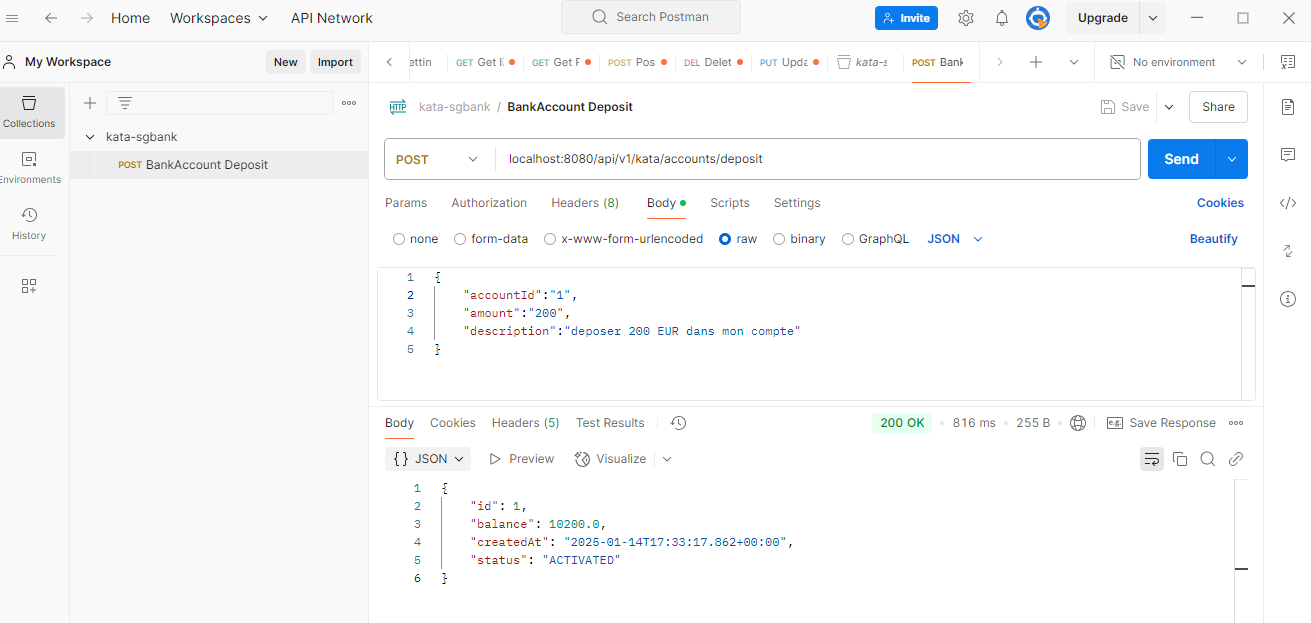 Home Workspaces API Network Search Postman Invite Upgrade
My Workspace New Import ettin GET Get I GET Get F POST Pos DEL Delet PUT Upda kata-s POST Bank No environment
Collections
Environments
History
kata-sgbank
POST BankAccount Deposit
HTTP kata-sgbank / BankAccount Deposit Save Share
POST localhost:8080/api/v1/kata/accounts/deposit Send
Params Authorization Headers (8) Body Scripts Settings Cookies
none form-data x-www-form-urlencoded raw binary GraphQL JSON Beautify
1 {
2 "accountId":"1",
3 "amount":"200",
4 "description":"deposer 200 EUR dans mon compte"
5 }
Body Cookies Headers (5) Test Results 200 OK 816 ms 255 B e.g. Save Response
{} JSON Preview Visualize
1 {
2 "id": 1,
3 "balance": 10200.0,
4 "createdAt": "2025-01-14T17:33:17.862+00:00",
5 "status": "ACTIVATED"
6 }